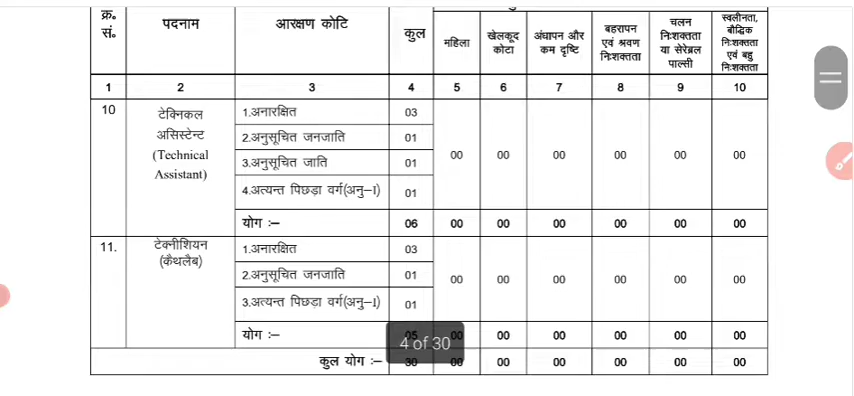 क्र० सं०
पदनाम
आरक्षण कोटि
कुल
महिला
खेलकूद कोटा
अंधापन और कम दृष्टि
बहरापन एवं श्रवण निःशक्तता
चलन निःशक्तता या सेरेब्रल पाल्सी
स्वलीनता, बौद्धिक निःशक्तता एवं बहु निःशक्तता
1 2 3 4 5 6 7 8 9 10
10 टेक्निकल असिस्टेन्ट (Technical Assistant)
1.अनारक्षित 03
2.अनुसूचित जनजाति 01
3.अनुसूचित जाति 01
4.अत्यन्त पिछड़ा वर्ग(अनु–I) 01
00 00 00 00 00 00
योग :– 06 00 00 00 00 00 00
11. टेक्नीशियन (कैथलैब)
1.अनारक्षित 03
2.अनुसूचित जनजाति 01
3.अत्यन्त पिछड़ा वर्ग(अनु–I) 01
00 00 00 00 00 00
योग :– 05 00 00 00 00 00 00
4 of 30
कुल योग :– 30 00 00 00 00 00 00